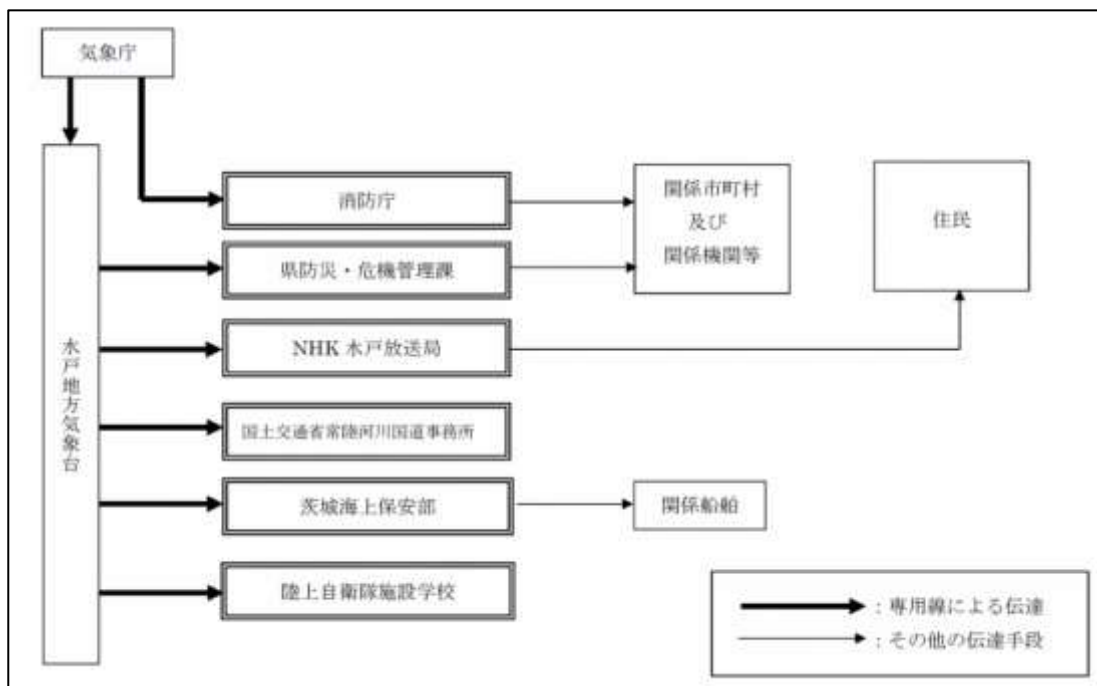 気象庁
水戸地方気象台
消防庁
県防災・危機管理課
NHK 水戸放送局
国土交通省常陸河川国道事務所
茨城海上保安部
陸上自衛隊施設学校
関係市町村
及び
関係機関等
住民
関係船舶
：専用線による伝達
：その他の伝達手段